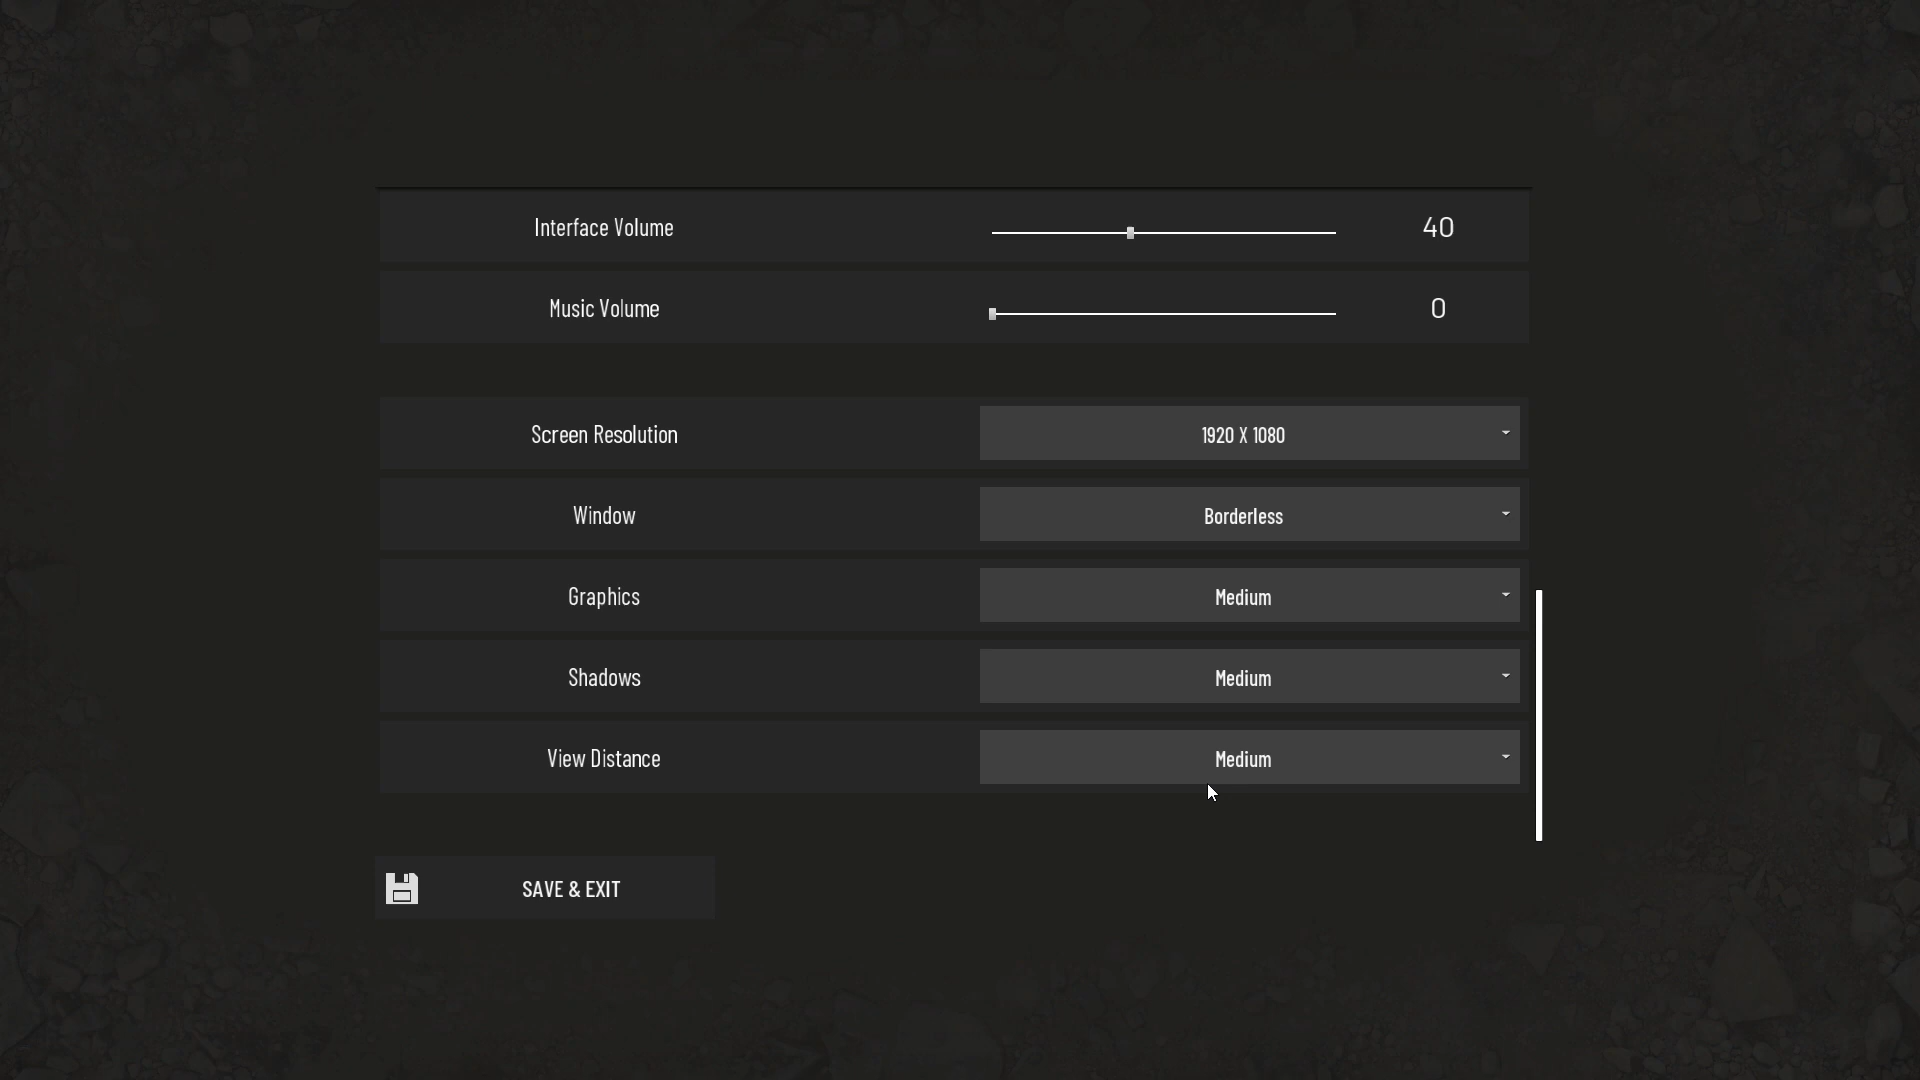 Interface Volume 40
Music Volume 0
Screen Resolution 1920 X 1080
Window Borderless
Graphics Medium
Shadows Medium
View Distance Medium
SAVE & EXIT